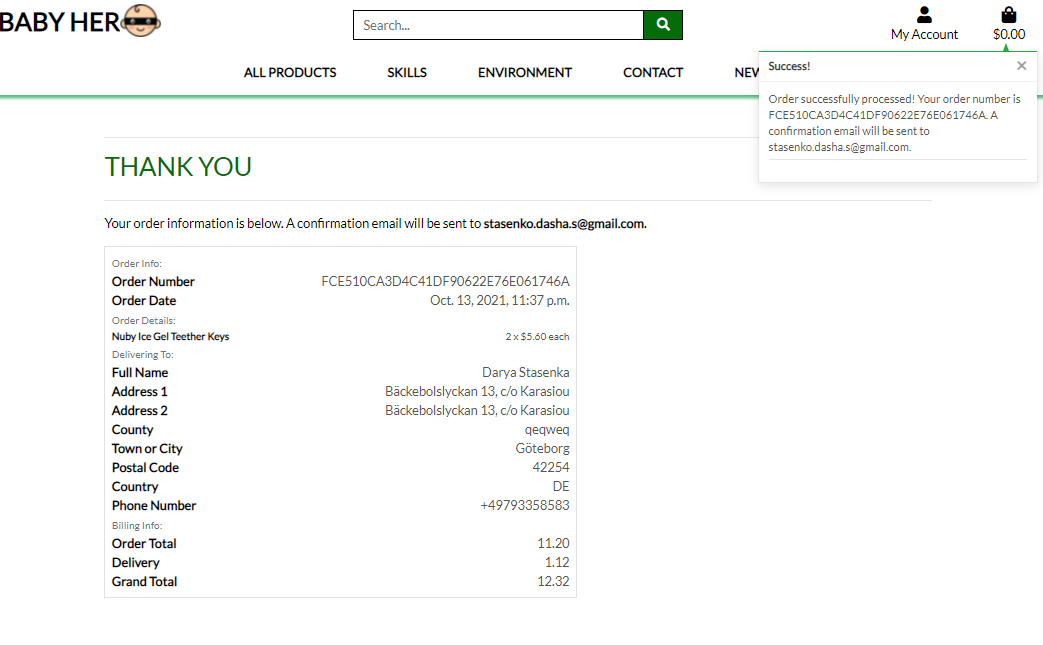 BABY HER
Search...
My Account
$0.00
ALL PRODUCTS SKILLS ENVIRONMENT CONTACT NEW
Success!
×
Order successfully processed! Your order number is
FCE510CA3D4C41DF90622E76E061746A. A
confirmation email will be sent to
stasenko.dasha.s@gmail.com.
THANK YOU
Your order information is below. A confirmation email will be sent to stasenko.dasha.s@gmail.com.
Order Info:
Order Number FCE510CA3D4C41DF90622E76E061746A
Order Date Oct. 13, 2021, 11:37 p.m.
Order Details:
Nuby Ice Gel Teether Keys 2 x $5.60 each
Delivering To:
Full Name Darya Stasenka
Address 1 Bäckebolslyckan 13, c/o Karasiou
Address 2 Bäckebolslyckan 13, c/o Karasiou
County qeqweq
Town or City Göteborg
Postal Code 42254
Country DE
Phone Number +49793358583
Billing Info:
Order Total 11.20
Delivery 1.12
Grand Total 12.32